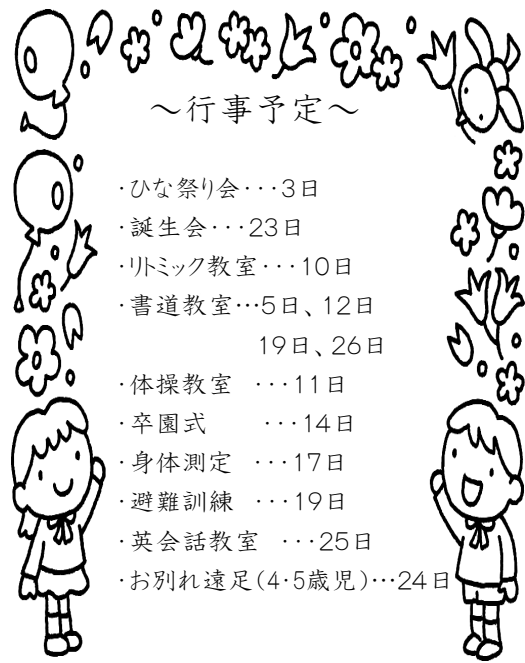 ～行事予定～
・ひな祭り会・・・3日
・誕生会・・・23日
・リトミック教室・・・10日
・書道教室…5日、12日
19日、26日
・体操教室 ・・・11日
・卒園式 ・・・14日
・身体測定 ・・・17日
・避難訓練 ・・・19日
・英会話教室 ・・・25日
・お別れ遠足(4・5歳児)…24日